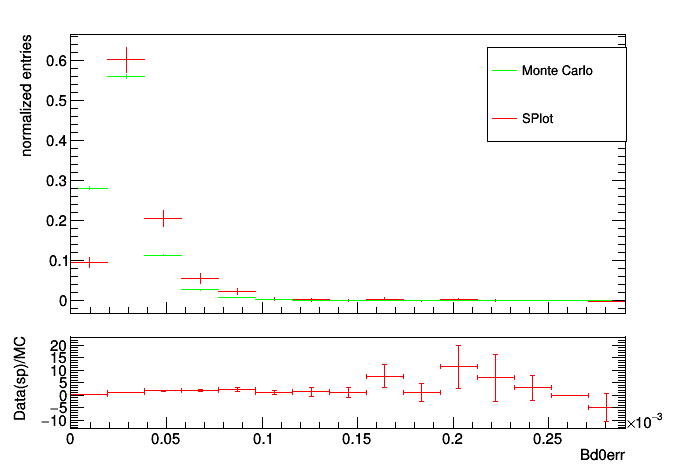 normalized entries
0.6
0.5
0.4
0.3
0.2
0.1
0
Monte Carlo
SPlot
Data(sp)/MC
20
15
10
5
0
−5
−10
0 0.05 0.1 0.15 0.2 0.25
×10⁻³
Bd0err